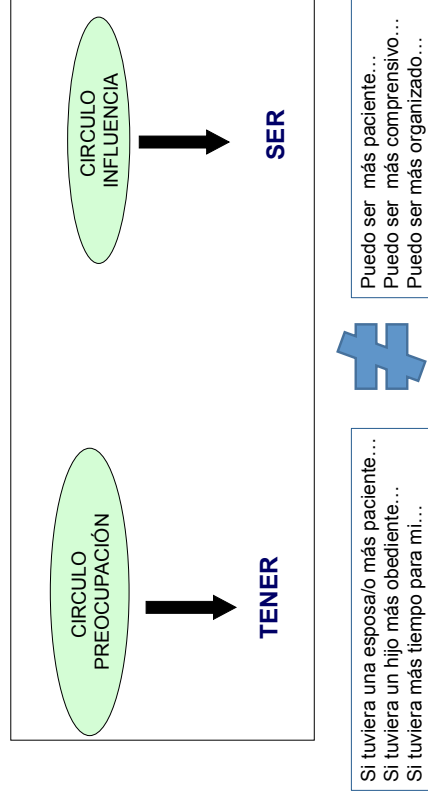 CIRCULO
PREOCUPACIÓN
TENER
CIRCULO
INFLUENCIA
SER
Si tuviera una esposa/o más paciente…
Si tuviera un hijo más obediente…
Si tuviera más tiempo para mi…
Puedo ser más paciente…
Puedo ser más comprensivo…
Puedo ser más organizado…